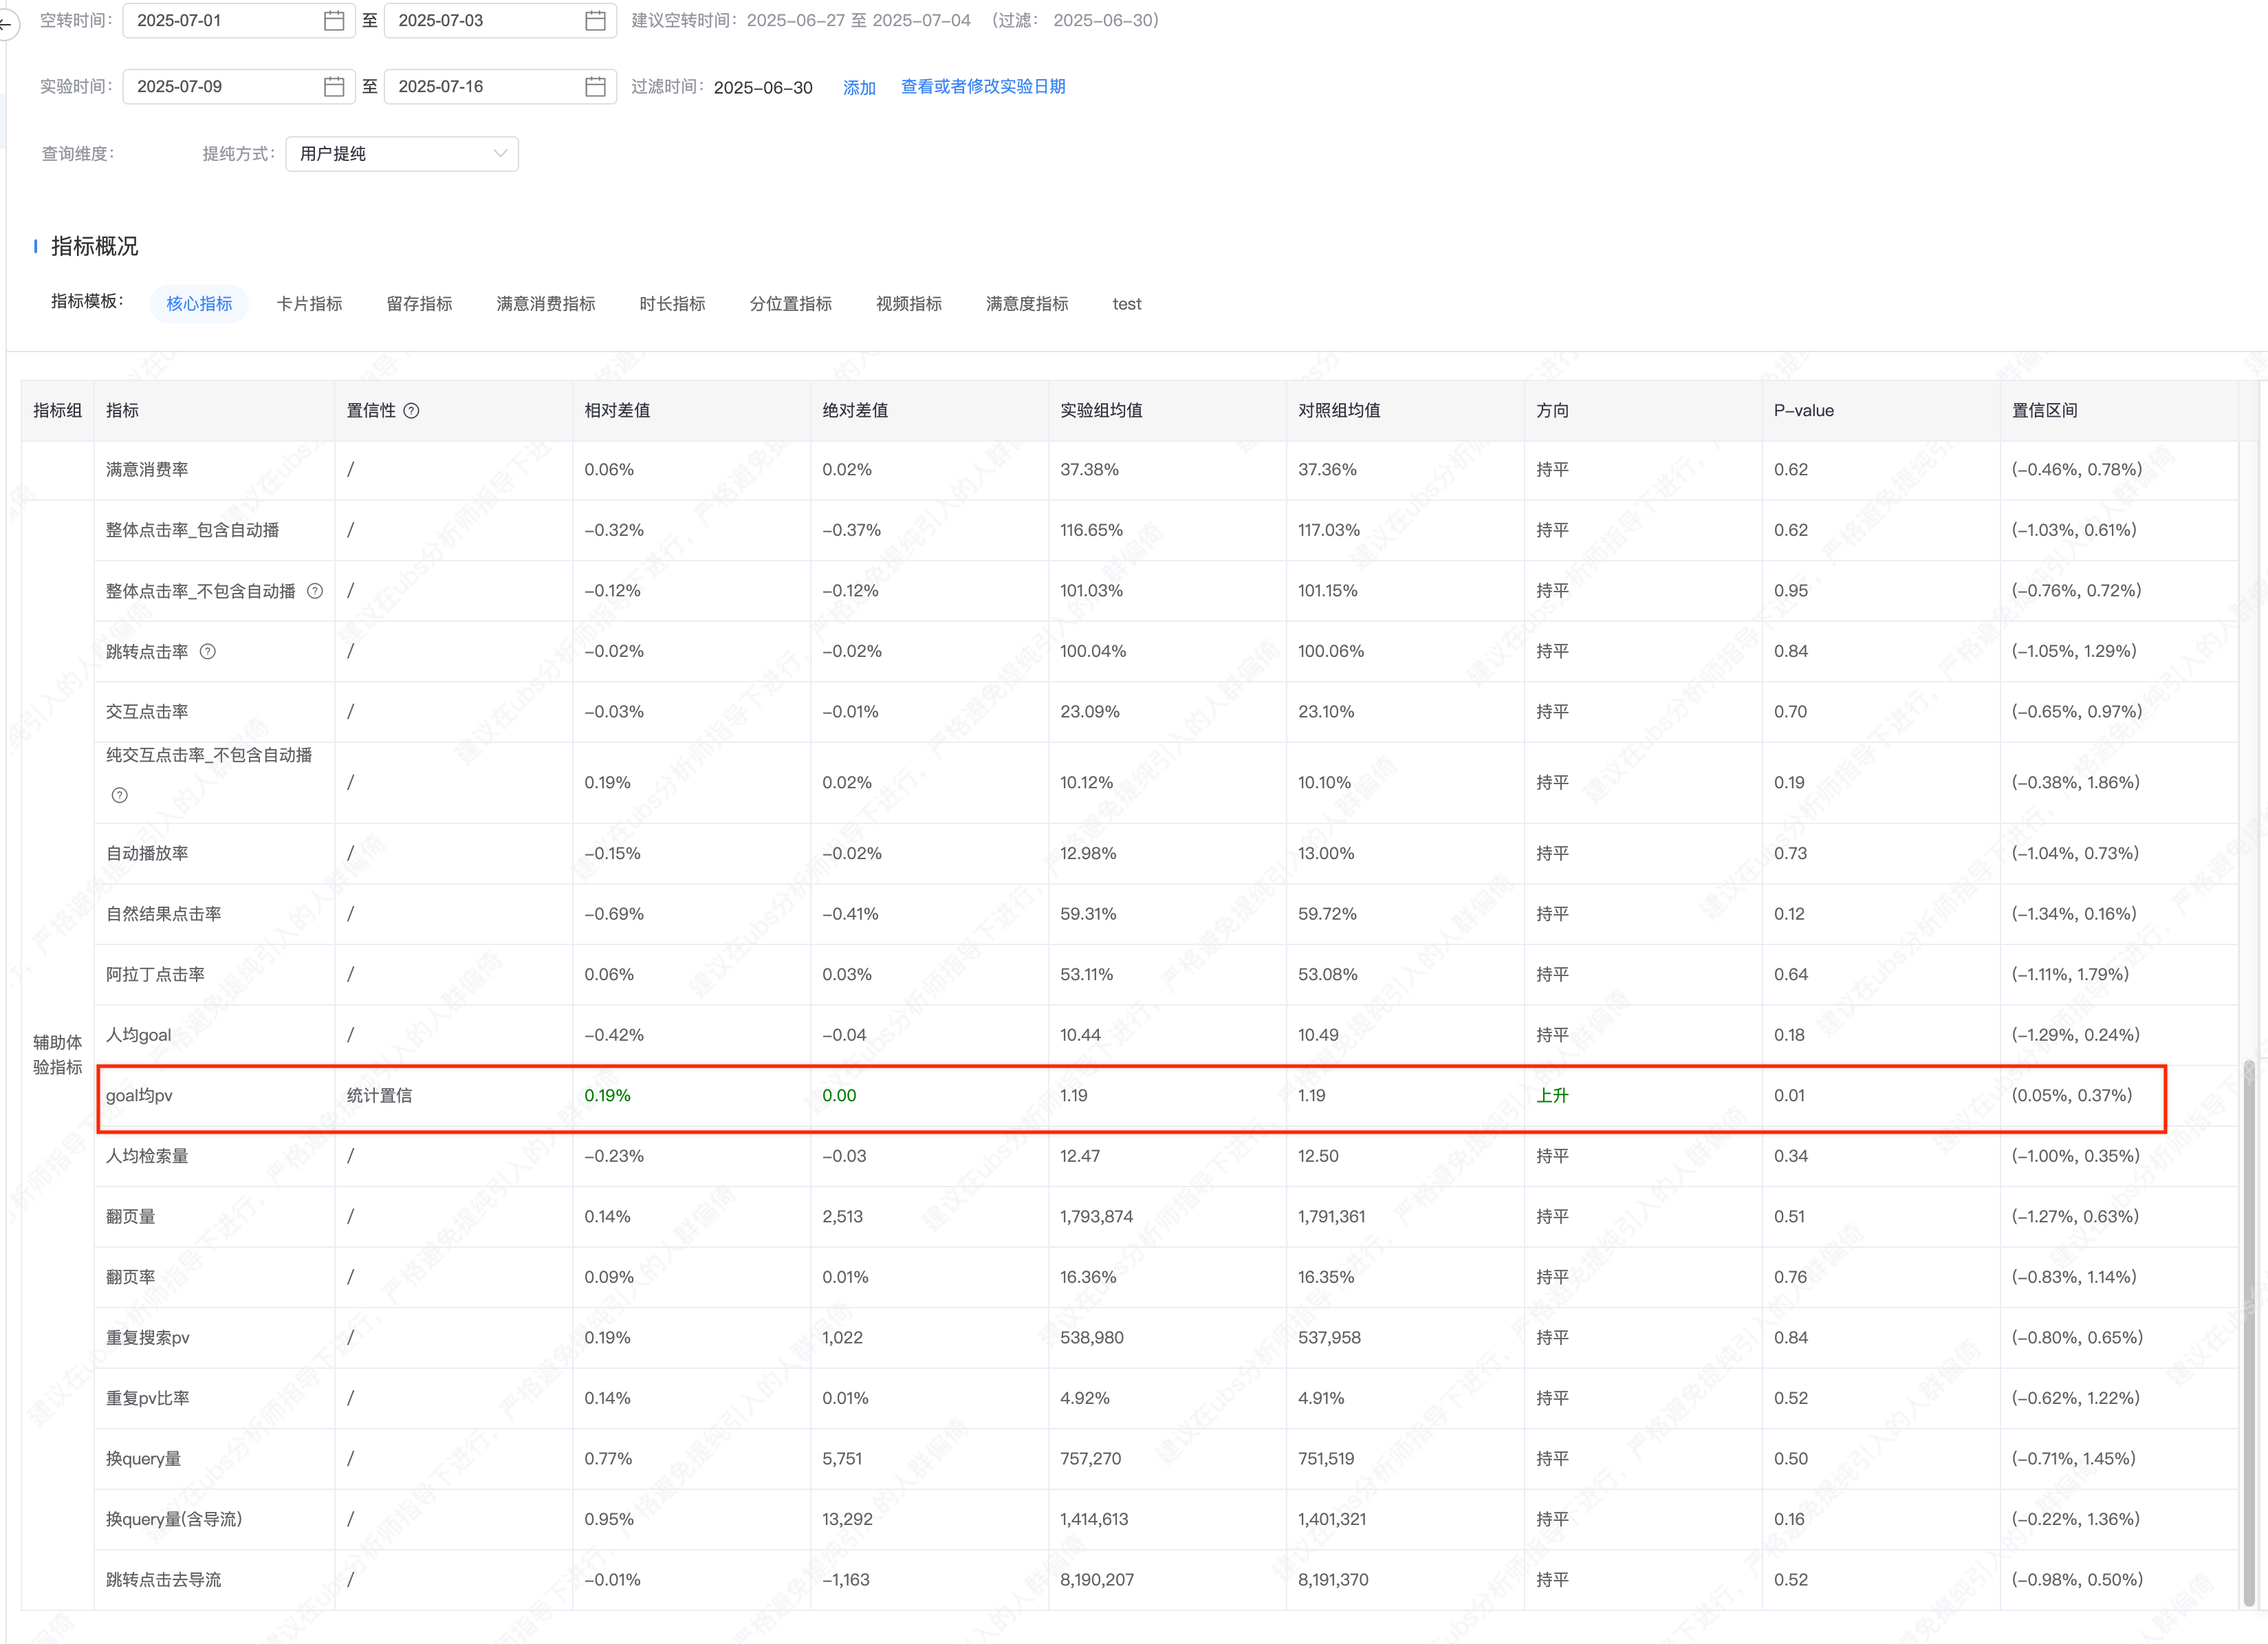 空转时间： 2025-07-01 至 2025-07-03 建议空转时间：2025-06-27 至 2025-07-04 （过滤： 2025-06-30）
实验时间： 2025-07-09 至 2025-07-16 过滤时间：2025-06-30 添加 查看或者修改实验日期
查询维度： 提纯方式： 用户提纯
指标概况
指标模板： 核心指标 卡片指标 留存指标 满意消费指标 时长指标 分位置指标 视频指标 满意度指标 test
指标组 指标 置信性 ? 相对差值 绝对差值 实验组均值 对照组均值 方向 P-value 置信区间
满意消费率 / 0.06% 0.02% 37.38% 37.36% 持平 0.62 (-0.46%, 0.78%)
整体点击率_包含自动播 / -0.32% -0.37% 116.65% 117.03% 持平 0.62 (-1.03%, 0.61%)
整体点击率_不包含自动播 ? / -0.12% -0.12% 101.03% 101.15% 持平 0.95 (-0.76%, 0.72%)
跳转点击率 ? / -0.02% -0.02% 100.04% 100.06% 持平 0.84 (-1.05%, 1.29%)
交互点击率 / -0.03% -0.01% 23.09% 23.10% 持平 0.70 (-0.65%, 0.97%)
纯交互点击率_不包含自动播
? / 0.19% 0.02% 10.12% 10.10% 持平 0.19 (-0.38%, 1.86%)
自动播放率 / -0.15% -0.02% 12.98% 13.00% 持平 0.73 (-1.04%, 0.73%)
自然结果点击率 / -0.69% -0.41% 59.31% 59.72% 持平 0.12 (-1.34%, 0.16%)
阿拉丁点击率 / 0.06% 0.03% 53.11% 53.08% 持平 0.64 (-1.11%, 1.79%)
人均goal / -0.42% -0.04 10.44 10.49 持平 0.18 (-1.29%, 0.24%)
辅助体
验指标
goal均pv 统计置信 0.19% 0.00 1.19 1.19 上升 0.01 (0.05%, 0.37%)
人均检索量 / -0.23% -0.03 12.47 12.50 持平 0.34 (-1.00%, 0.35%)
翻页量 / 0.14% 2,513 1,793,874 1,791,361 持平 0.51 (-1.27%, 0.63%)
翻页率 / 0.09% 0.01% 16.36% 16.35% 持平 0.76 (-0.83%, 1.14%)
重复搜索pv / 0.19% 1,022 538,980 537,958 持平 0.84 (-0.80%, 0.65%)
重复pv比率 / 0.14% 0.01% 4.92% 4.91% 持平 0.52 (-0.62%, 1.22%)
换query量 / 0.77% 5,751 757,270 751,519 持平 0.50 (-0.71%, 1.45%)
换query量(含导流) / 0.95% 13,292 1,414,613 1,401,321 持平 0.16 (-0.22%, 1.36%)
跳转点击去导流 / -0.01% -1,163 8,190,207 8,191,370 持平 0.52 (-0.98%, 0.50%)
建议在ubs分析师指导下进行，严格避免提纯引入的人群偏倚